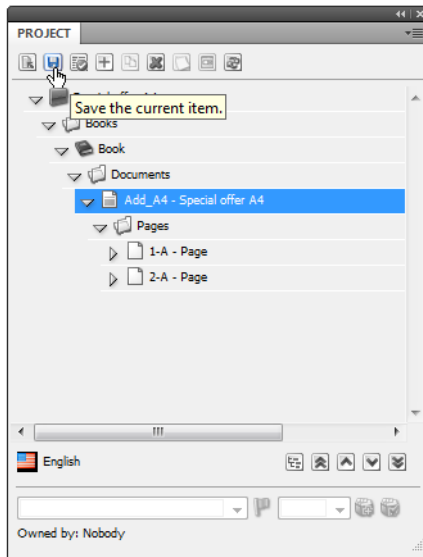 PROJECT
Save the current item.
Books
Book
Documents
Add_A4 - Special offer A4
Pages
1-A - Page
2-A - Page
English
Owned by: Nobody